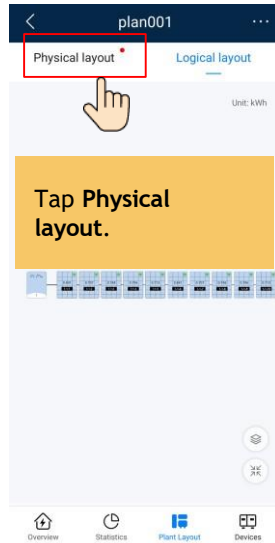 plan001
Physical layout Logical layout
Unit: kWh
Tap Physical
layout.
Overview Statistics Plant Layout Devices